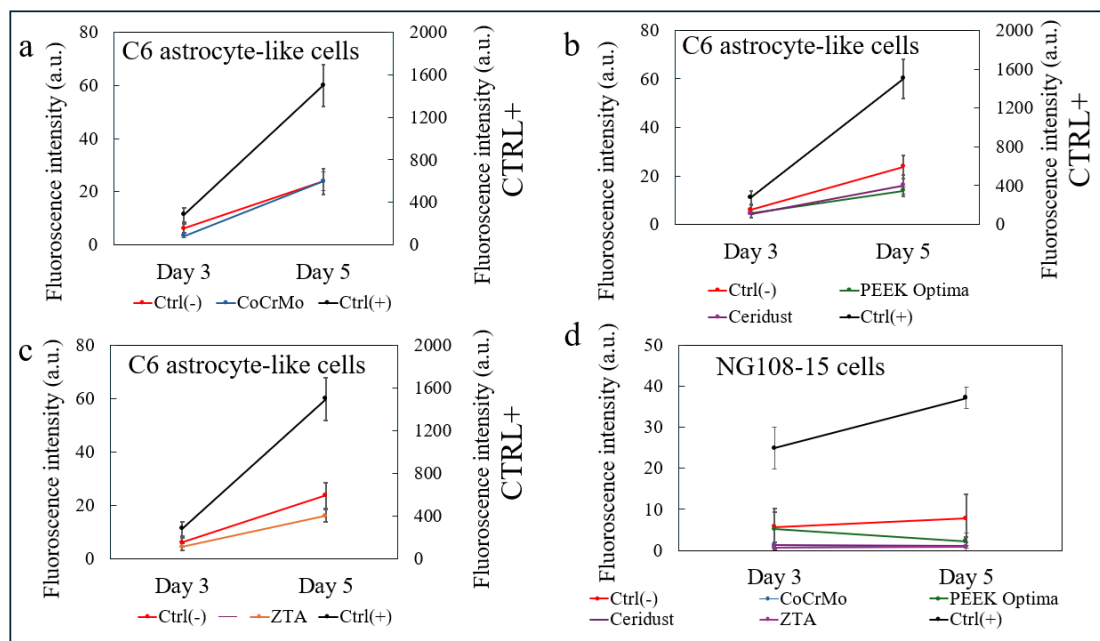 a
C6 astrocyte-like cells
Fluoroscence intensity (a.u.)
80
60
40
20
0
2000
1600
1200
800
400
0
Fluorescence intensity (a.u.)
CTRL+
Day 3
Day 5
Ctrl(-)
CoCrMo
Ctrl(+)
b
C6 astrocyte-like cells
Fluoroscence intensity (a.u.)
80
60
40
20
0
2000
1600
1200
800
400
0
Fluorescence intensity (a.u.)
CTRL+
Day 3
Day 5
Ctrl(-)
PEEK Optima
Ceridust
Ctrl(+)
c
C6 astrocyte-like cells
Fluoroscence intensity (a.u.)
80
60
40
20
0
2000
1600
1200
800
400
0
Fluorescence intensity (a.u.)
CTRL+
Day 3
Day 5
Ctrl(-)
ZTA
Ctrl(+)
d
NG108-15 cells
Fluoroscence intensity (a.u.)
50
40
30
20
10
0
Day 3
Day 5
Ctrl(-)
CoCrMo
PEEK Optima
Ceridust
ZTA
Ctrl(+)